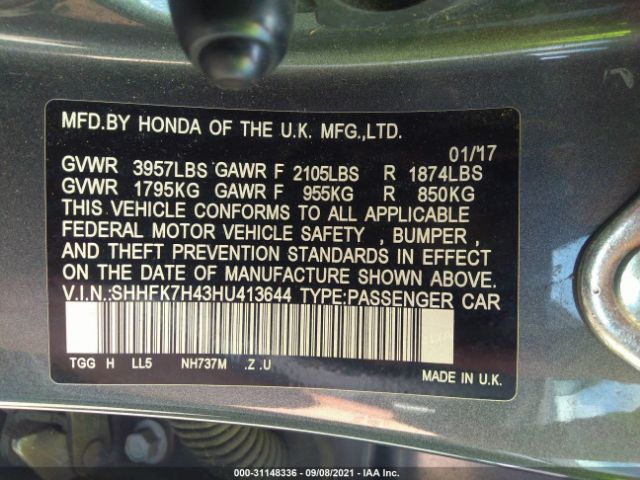 MFD.BY HONDA OF THE U.K. MFG.,LTD.
01/17
GVWR 3957LBS GAWR F 2105LBS R 1874LBS
GVWR 1795KG GAWR F 955KG R 850KG
THIS VEHICLE CONFORMS TO ALL APPLICABLE
FEDERAL MOTOR VEHICLE SAFETY , BUMPER ,
AND THEFT PREVENTION STANDARDS IN EFFECT
ON THE DATE OF MANUFACTURE SHOWN ABOVE.
V.I.N.:SHHFK7H43HU413644 TYPE:PASSENGER CAR
TGG H LL5 NH737M .Z .U
MADE IN U.K.
000-31148336 - 09/08/2021 - IAA Inc.